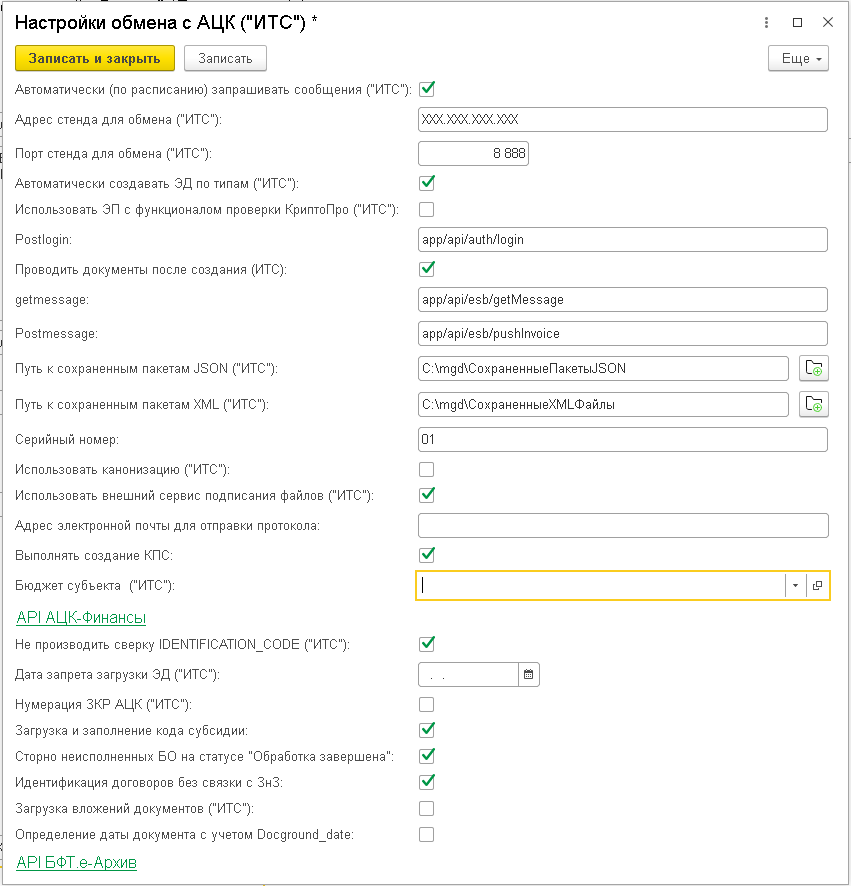 Настройки обмена с АЦК ("ИТС") *
Записать и закрыть Записать Еще
Автоматически (по расписанию) запрашивать сообщения ("ИТС"):
Адрес стенда для обмена ("ИТС"): XXX.XXX.XXX.XXX
Порт стенда для обмена ("ИТС"): 8 888
Автоматически создавать ЭД по типам ("ИТС"):
Использовать ЭП с функционалом проверки КриптоПро ("ИТС"):
Postlogin: app/api/auth/login
Проводить документы после создания (ИТС):
getmessage: app/api/esb/getMessage
Postmessage: app/api/esb/pushInvoice
Путь к сохраненным пакетам JSON ("ИТС"): C:\mgd\СохраненныеПакетыJSON
Путь к сохраненным пакетам XML ("ИТС"): C:\mgd\СохраненныеXMLФайлы
Серийный номер: 01
Использовать канонизацию ("ИТС"):
Использовать внешний сервис подписания файлов ("ИТС"):
Адрес электронной почты для отправки протокола:
Выполнять создание КПС:
Бюджет субъекта ("ИТС"):
API АЦК-Финансы
Не производить сверку IDENTIFICATION_CODE ("ИТС"):
Дата запрета загрузки ЭД ("ИТС"): . .
Нумерация ЗКР АЦК ("ИТС"):
Загрузка и заполнение кода субсидии:
Сторно неисполненных БО на статусе "Обработка завершена":
Идентификация договоров без связки с ЗнЗ:
Загрузка вложений документов ("ИТС"):
Определение даты документа с учетом Docground_date:
API БФТ.е-Архив